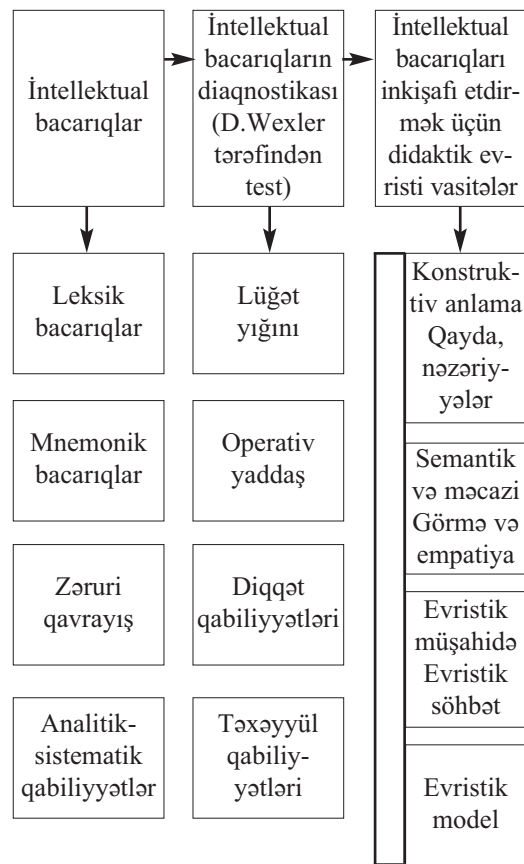 İntellektual
bacarıqlar
İntellektual
bacarıqların
diaqnostikası
(D.Wexler
tərəfindən
test)
İntellektual
bacarıqları
inkişafı etdir-
mək üçün
didaktik ev-
risti vasitələr
Leksik
bacarıqlar
Lüğət
yığını
Konstruk-
tiv anlama
Qayda,
nəzəriy-
yələr
Mnemonik
bacarıqlar
Operativ
yaddaş
Semantik
və məcazi
Görmə və
empatiya
Zəruri
qavrayış
Diqqət
qabiliyyətləri
Evristik
müşahidə
Evristik
söhbət
Analitik-
sistematik
qabiliyyətlər
Təxəyyül
qabiliy-
yətləri
Evristik
model